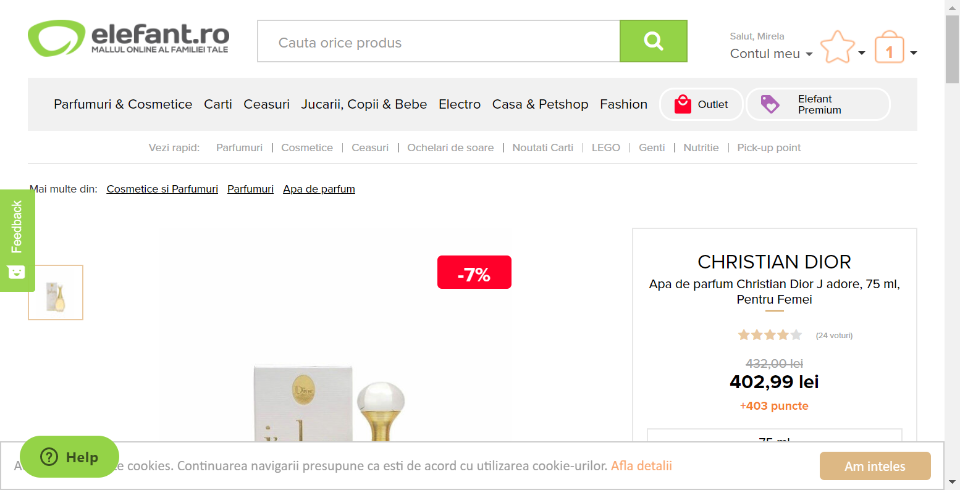 elefant.ro
MALLUL ONLINE AL FAMILIEI TALE
Cauta orice produs
Salut, Mirela
Contul meu
1
Parfumuri & Cosmetice Carti Ceasuri Jucarii, Copii & Bebe Electro Casa & Petshop Fashion Outlet Elefant Premium
Vezi rapid: Parfumuri | Cosmetice | Ceasuri | Ochelari de soare | Noutati Carti | LEGO | Genti | Nutritie | Pick-up point
Mai multe din: Cosmetice si Parfumuri Parfumuri Apa de parfum
Feedback
-7%
CHRISTIAN DIOR
Apa de parfum Christian Dior J adore, 75 ml,
Pentru Femei
(24 voturi)
432,00 lei
402,99 lei
+403 puncte
75 ml
Dior
Help
cookies. Continuarea navigarii presupune ca esti de acord cu utilizarea cookie-urilor. Afla detalii
Am inteles